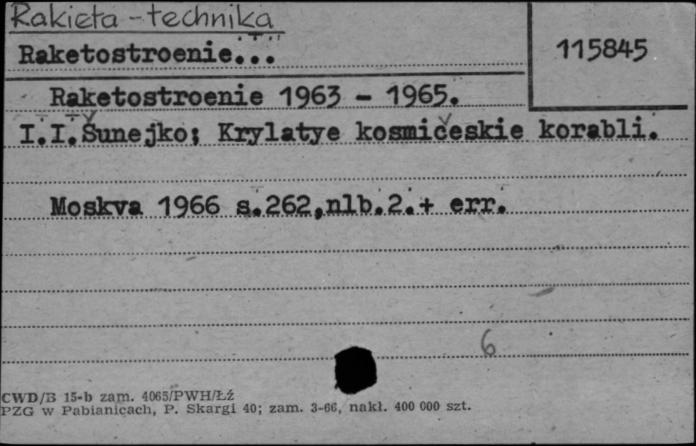 Rakieta - technika
Raketostroenie...
115845
Raketostroenie 1963 - 1965.
I.I.Šunejko; Krylatye kosmičeskie korabli.
Moskva 1966 s.262,nlb.2.+ err.
6
CWD/B 15-b zam. 4065/PWH/Łź
PZG w Pabianicach, P. Skargi 40; zam. 3-66, nakł. 400 000 szt.